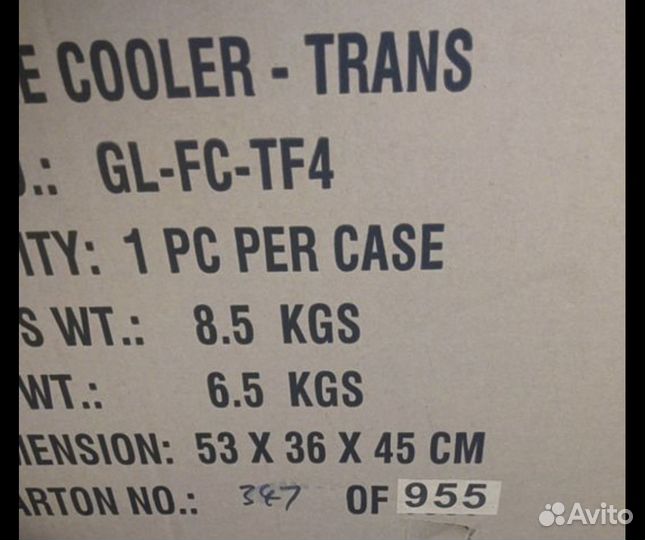 E COOLER - TRANS
.: GL-FC-TF4
ITY: 1 PC PER CASE
S WT.: 8.5 KGS
WT.: 6.5 KGS
MENSION: 53 X 36 X 45 CM
ARTON NO.: 347 OF 955
Avito